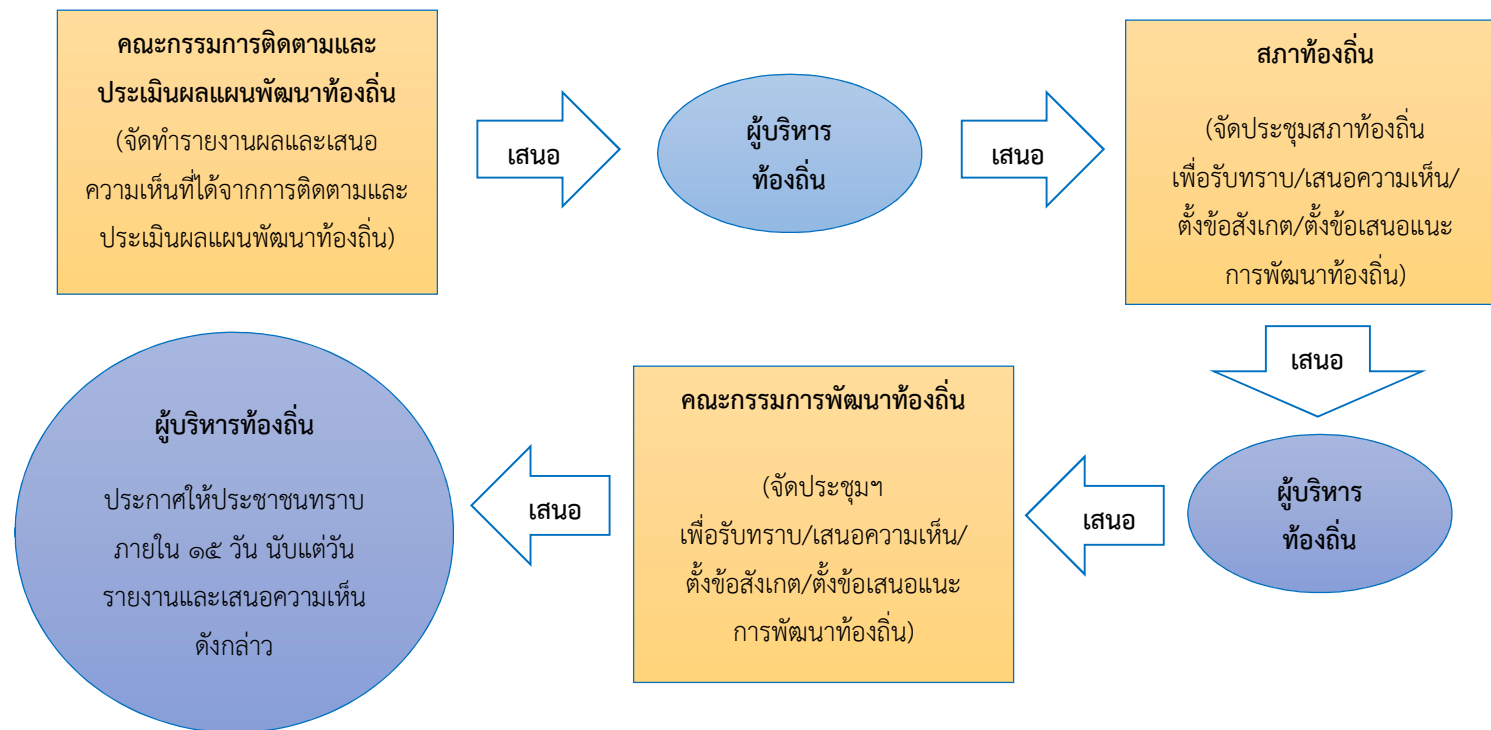 คณะกรรมการติดตามและ
ประเมินผลแผนพัฒนาท้องถิ่น
(จัดทำรายงานผลและเสนอ
ความเห็นที่ได้จากการติดตามและ
ประเมินผลแผนพัฒนาท้องถิ่น)
เสนอ
ผู้บริหาร
ท้องถิ่น
เสนอ
สภาท้องถิ่น
(จัดประชุมสภาท้องถิ่น
เพื่อรับทราบ/เสนอความเห็น/
ตั้งข้อสังเกต/ตั้งข้อเสนอแนะ
การพัฒนาท้องถิ่น)
เสนอ
ผู้บริหาร
ท้องถิ่น
เสนอ
คณะกรรมการพัฒนาท้องถิ่น
(จัดประชุมฯ
เพื่อรับทราบ/เสนอความเห็น/
ตั้งข้อสังเกต/ตั้งข้อเสนอแนะ
การพัฒนาท้องถิ่น)
เสนอ
ผู้บริหารท้องถิ่น
ประกาศให้ประชาชนทราบ
ภายใน ๑๕ วัน นับแต่วัน
รายงานและเสนอความเห็น
ดังกล่าว